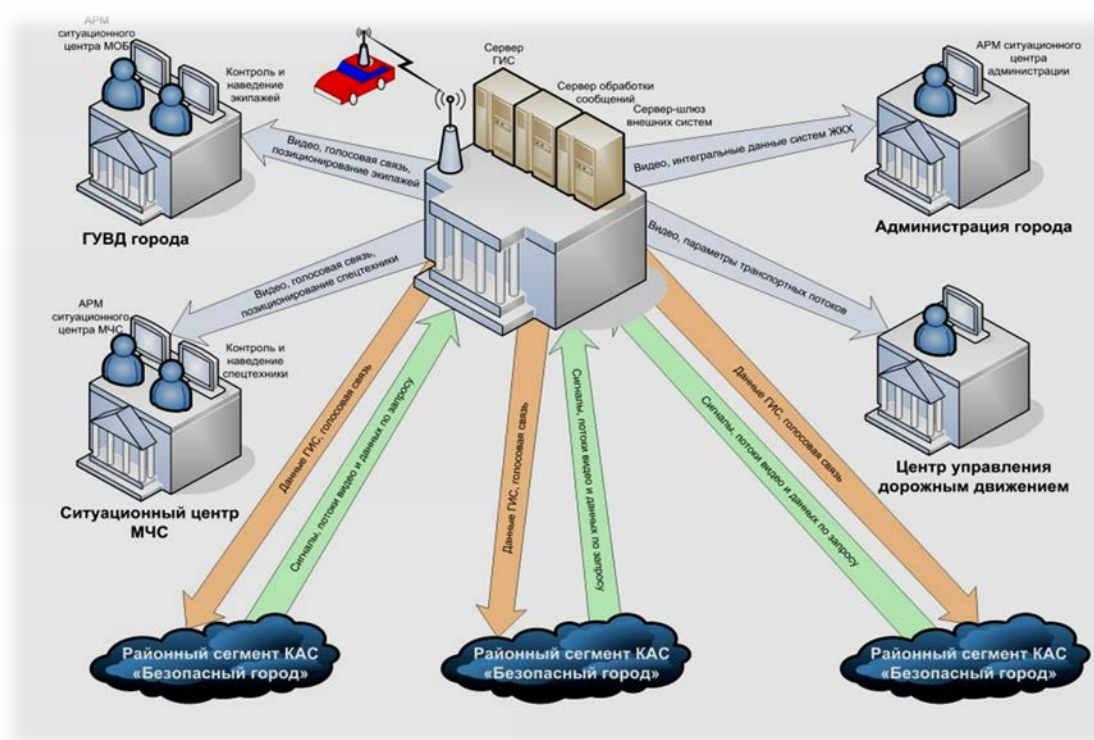 АРМ
ситуационного
центра МОБ
Контроль и
наведение
экипажей
ГУВД города
Видео, голосовая связь,
позиционирование экипажей
Сервер
ГИС
Сервер обработки
сообщений
Сервер-шлюз
внешних систем
Видео, интегральные данные систем ЖКХ
АРМ ситуационного
центра
администрации
Администрация города
Видео, голосовая связь,
позиционирование спецтехники
Видео, параметры транспортных потоков
АРМ
ситуационного
центра МЧС
Контроль и
наведение
спецтехники
Ситуационный центр
МЧС
Центр управления
дорожным движением
Данные ГИС, голосовая связь
Сигналы, потоки видео и данных по запросу
Данные ГИС, голосовая связь
Сигналы, потоки видео и данных по запросу
Данные ГИС, голосовая связь
Сигналы, потоки видео и данных по запросу
Районный сегмент КАС
«Безопасный город»
Районный сегмент КАС
«Безопасный город»
Районный сегмент КАС
«Безопасный город»